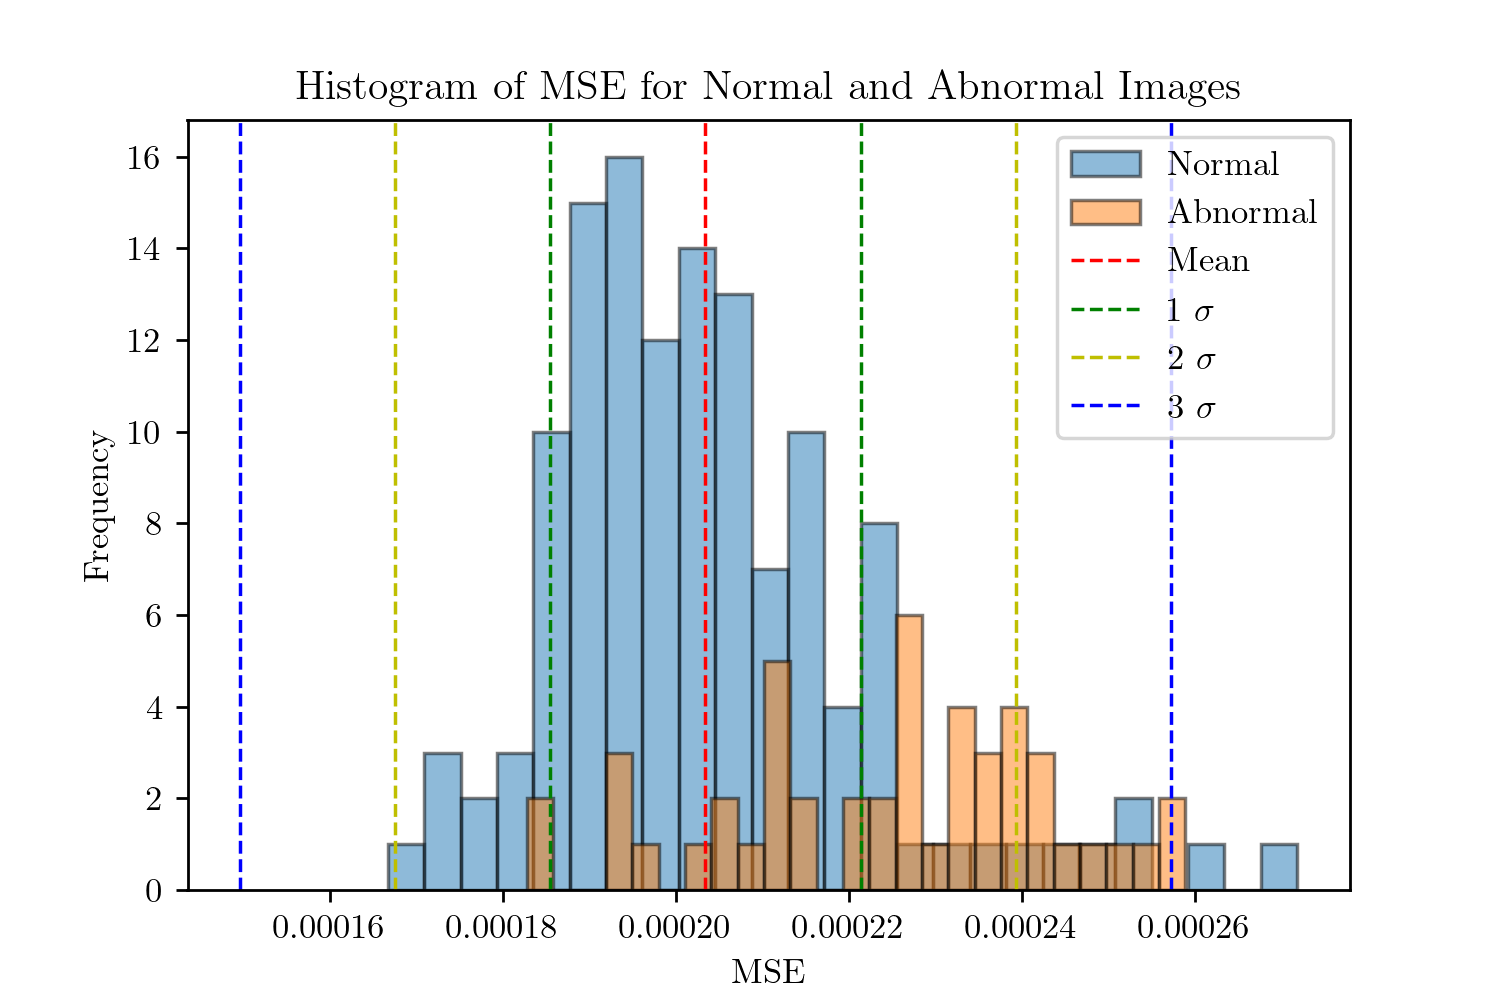 Histogram of MSE for Normal and Abnormal Images
16
14
12
10
8
6
4
2
0
Frequency
Normal
Abnormal
Mean
1 σ
2 σ
3 σ
0.00016 0.00018 0.00020 0.00022 0.00024 0.00026
MSE